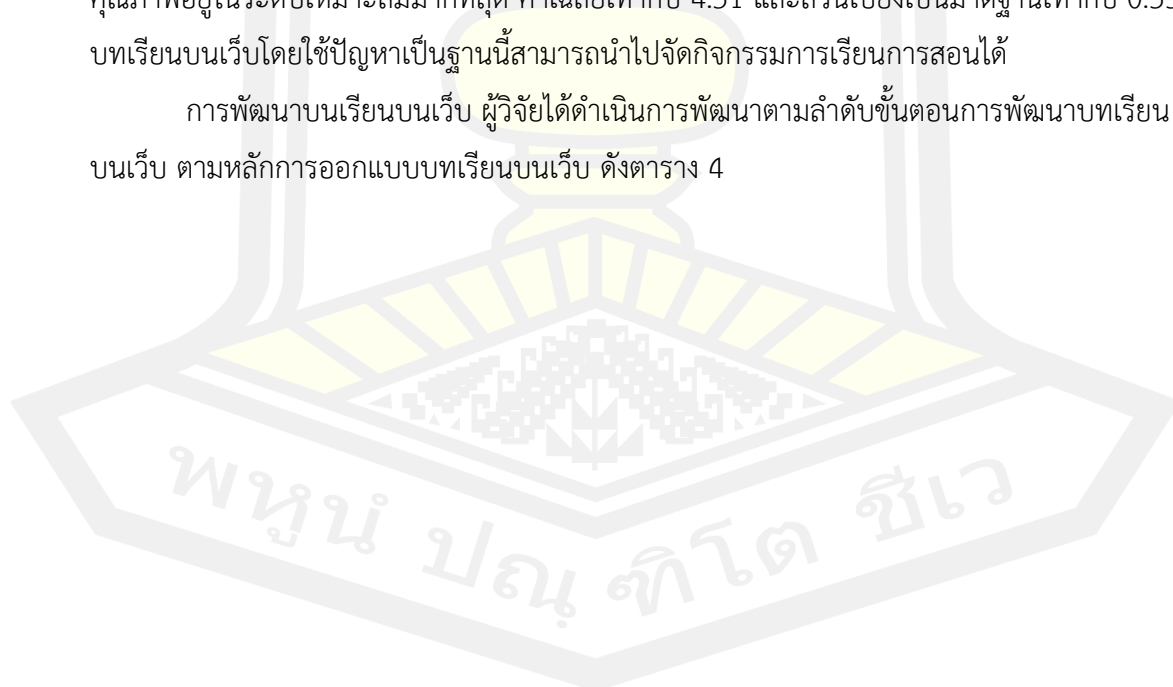 คุณภาพอยู่ในระดับเหมาะสมมากที่สุด ค่าเฉลี่ยเท่ากับ 4.51 และส่วนเบี่ยงเบนมาตรฐานเท่ากับ
บทเรียนบนเว็บโดยใช้ปัญหาเป็นฐานนี้สามารถนำไปจัดกิจกรรมการเรียนการสอนได้
การพัฒนาบนเรียนบนเว็บ ผู้วิจัยได้ดำเนินการพัฒนาตามลำดับขั้นตอนการพัฒนาบทเรียน
บนเว็บ ตามหลักการออกแบบบทเรียนบนเว็บ ดังตาราง 4
พหูนํ ปณฺฑิโต ชีเว